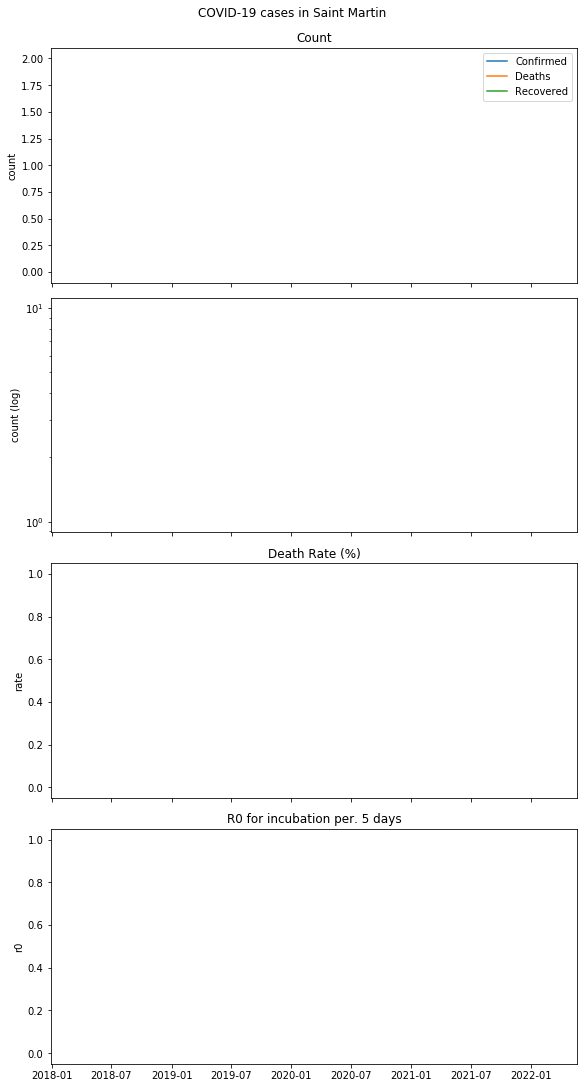 COVID-19 cases in Saint Martin
Count
2.00
1.75
1.50
1.25
1.00
0.75
0.50
0.25
0.00
count
Confirmed
Deaths
Recovered
10¹
10⁰
count (log)
Death Rate (%)
1.0
0.8
0.6
0.4
0.2
0.0
rate
R0 for incubation per. 5 days
1.0
0.8
0.6
0.4
0.2
0.0
r0
2018-01 2018-07 2019-01 2019-07 2020-01 2020-07 2021-01 2021-07 2022-01